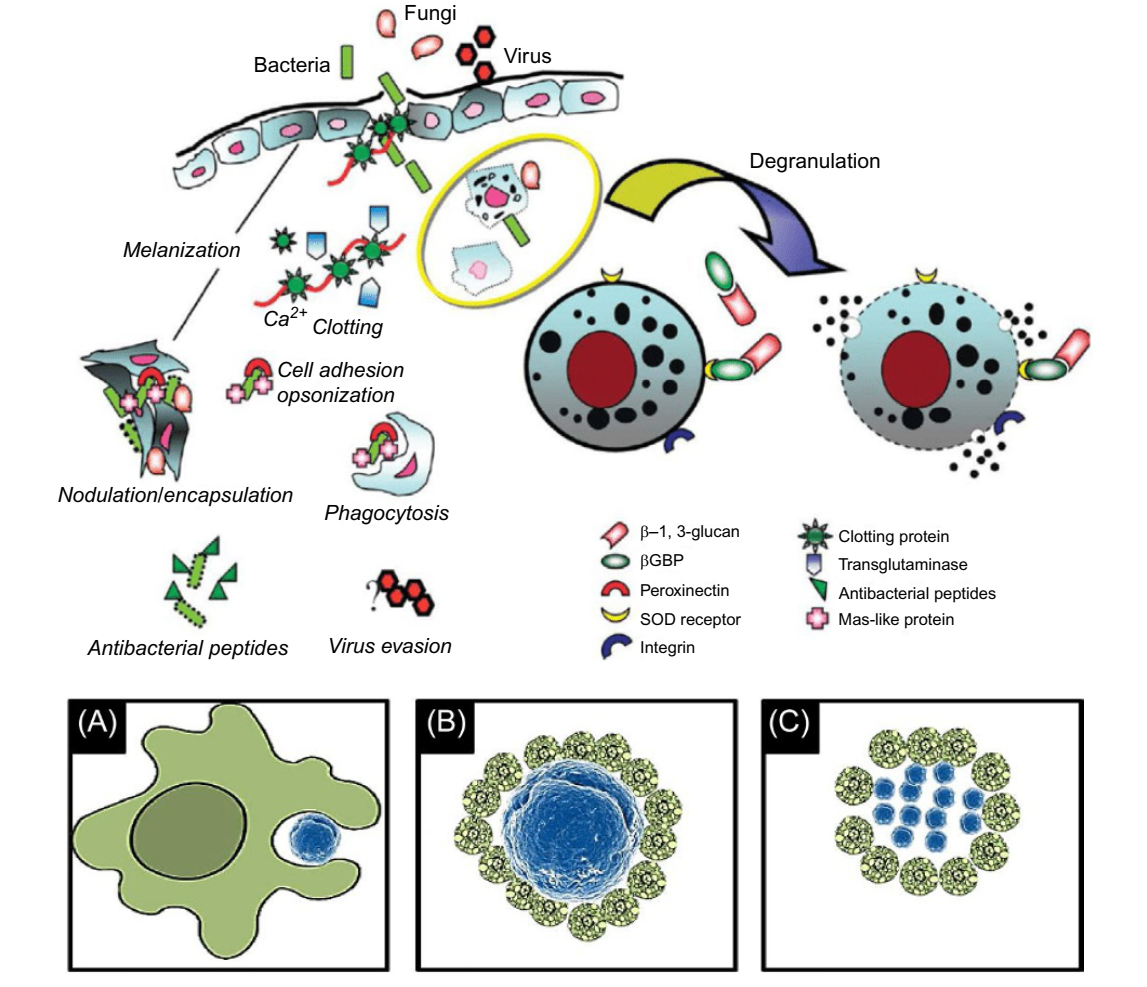 Fungi
Bacteria
Virus
Degranulation
Melanization
Ca2+ Clotting
Cell adhesion
opsonization
Nodulation/encapsulation
Phagocytosis
Antibacterial peptides
?
Virus evasion
β–1, 3-glucan
βGBP
Peroxinectin
SOD receptor
Integrin
Clotting protein
Transglutaminase
Antibacterial peptides
Mas-like protein
(A)
(B)
(C)